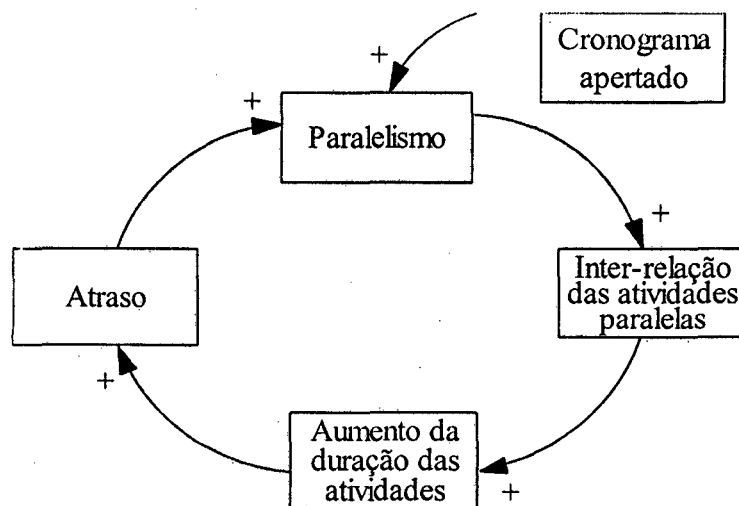 Cronograma
apertado
+
+
Paralelismo
+
Inter-relação
das atividades
paralelas
Atraso
+
Aumento da
duração das
atividades
+